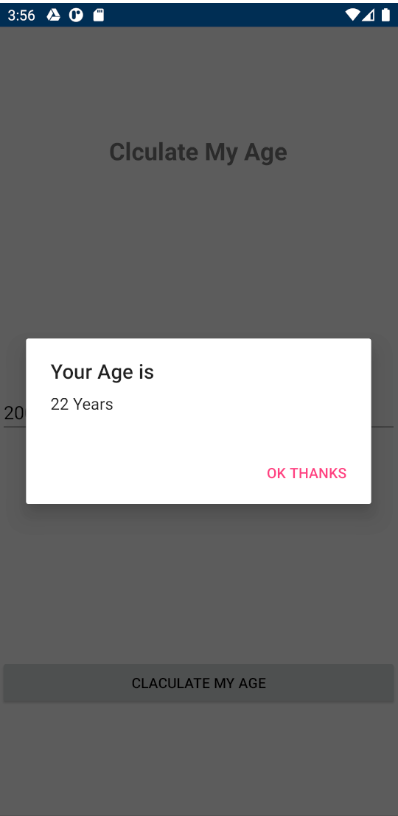 3:56
Clculate My Age
Your Age is
22 Years
20
OK THANKS
CLACULATE MY AGE